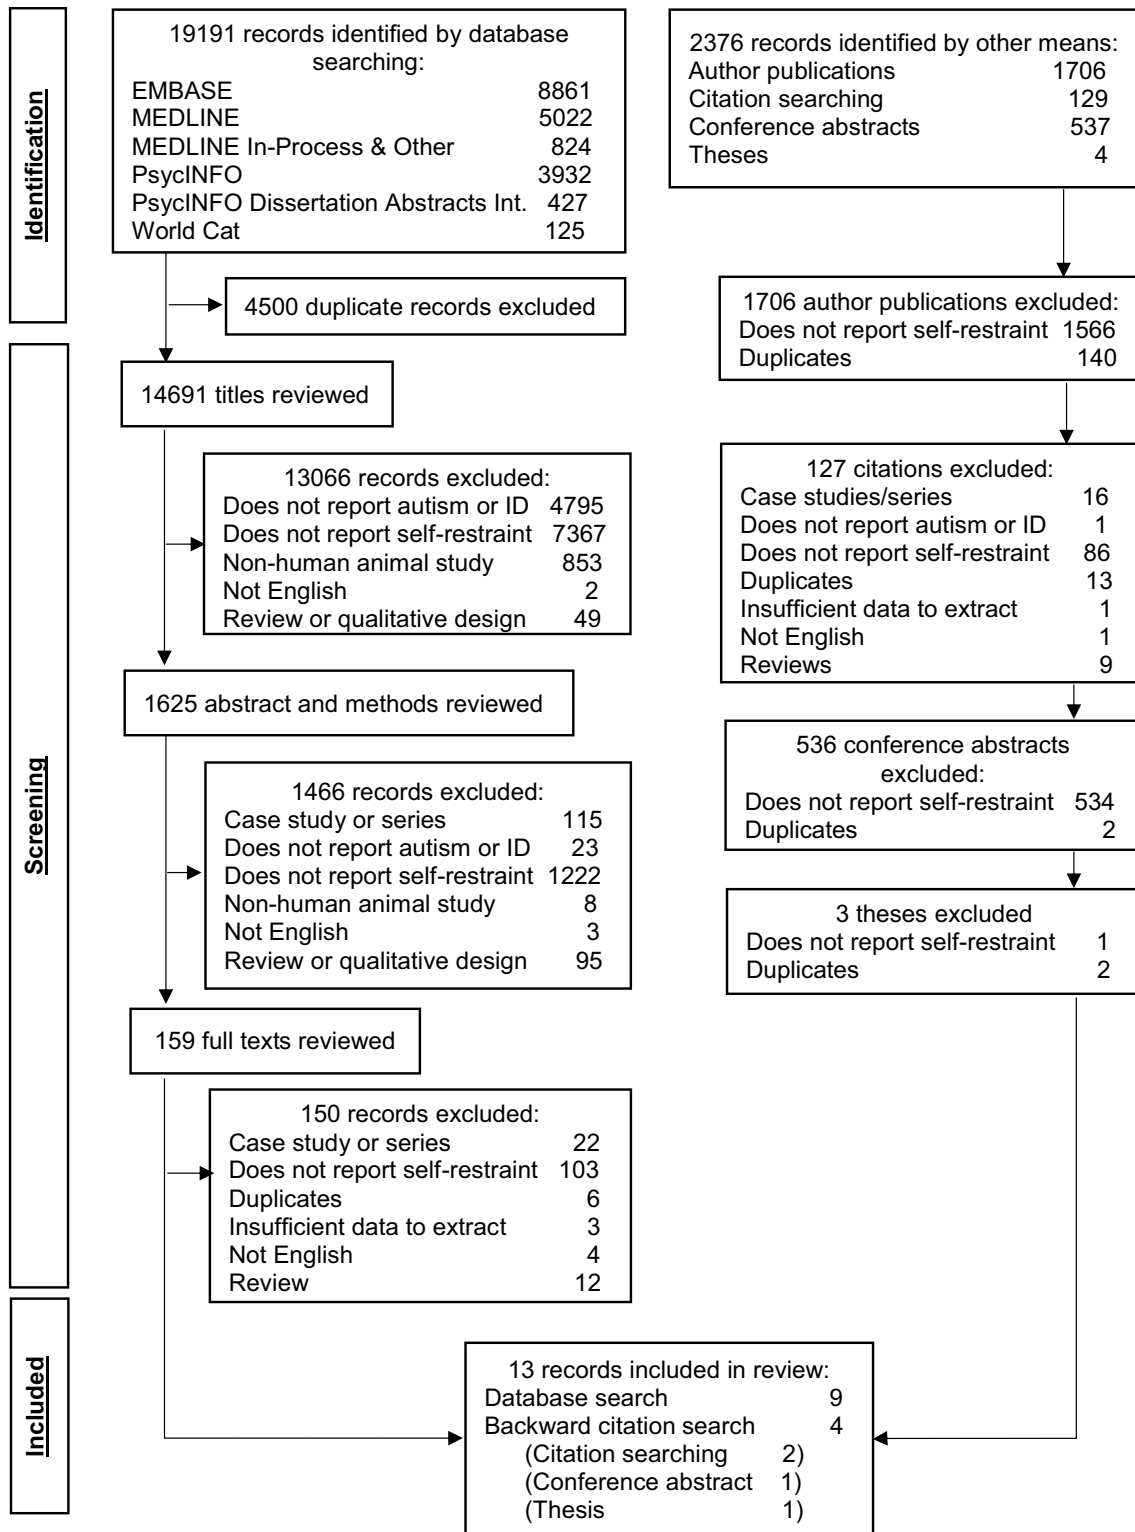 Identification
19191 records identified by database
searching:
EMBASE 8861
MEDLINE 5022
MEDLINE In-Process & Other 824
PsycINFO 3932
PsycINFO Dissertation Abstracts Int. 427
World Cat 125
2376 records identified by other means:
Author publications 1706
Citation searching 129
Conference abstracts 537
Theses 4
4500 duplicate records excluded
1706 author publications excluded:
Does not report self-restraint 1566
Duplicates 140
Screening
14691 titles reviewed
13066 records excluded:
Does not report autism or ID 4795
Does not report self-restraint 7367
Non-human animal study 853
Not English 2
Review or qualitative design 49
127 citations excluded:
Case studies/series 16
Does not report autism or ID 1
Does not report self-restraint 86
Duplicates 13
Insufficient data to extract 1
Not English 1
Reviews 9
1625 abstract and methods reviewed
536 conference abstracts
excluded:
Does not report self-restraint 534
Duplicates 2
1466 records excluded:
Case study or series 115
Does not report autism or ID 23
Does not report self-restraint 1222
Non-human animal study 8
Not English 3
Review or qualitative design 95
3 theses excluded
Does not report self-restraint 1
Duplicates 2
159 full texts reviewed
150 records excluded:
Case study or series 22
Does not report self-restraint 103
Duplicates 6
Insufficient data to extract 3
Not English 4
Review 12
Included
13 records included in review:
Database search 9
Backward citation search 4
(Citation searching 2)
(Conference abstract 1)
(Thesis 1)